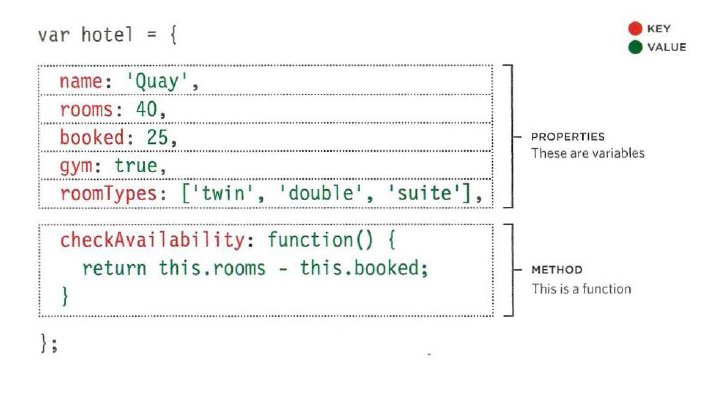 var hotel = {
KEY
VALUE
name: 'Quay',
rooms: 40,
booked: 25,
gym: true,
roomTypes: ['twin', 'double', 'suite'],
PROPERTIES
These are variables
checkAvailability: function() {
return this.rooms - this.booked;
}
METHOD
This is a function
};